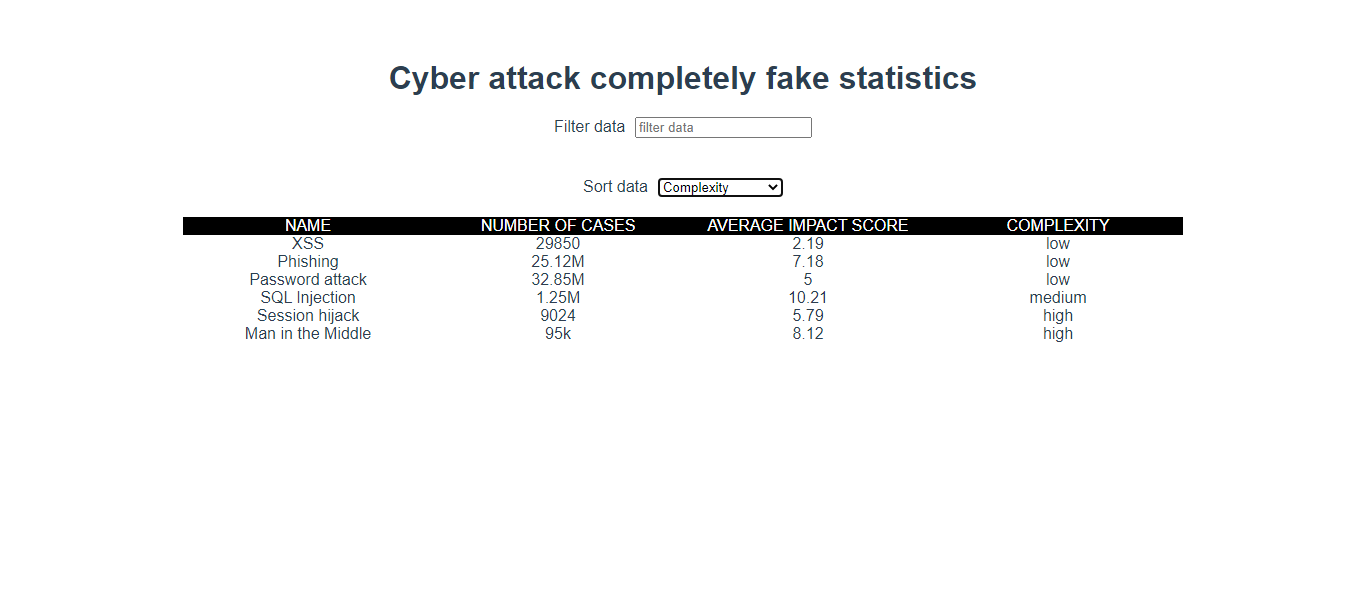 Cyber attack completely fake statistics
Filter data filter data
Sort data Complexity
NAME NUMBER OF CASES AVERAGE IMPACT SCORE COMPLEXITY
XSS 29850 2.19 low
Phishing 25.12M 7.18 low
Password attack 32.85M 5 low
SQL Injection 1.25M 10.21 medium
Session hijack 9024 5.79 high
Man in the Middle 95k 8.12 high